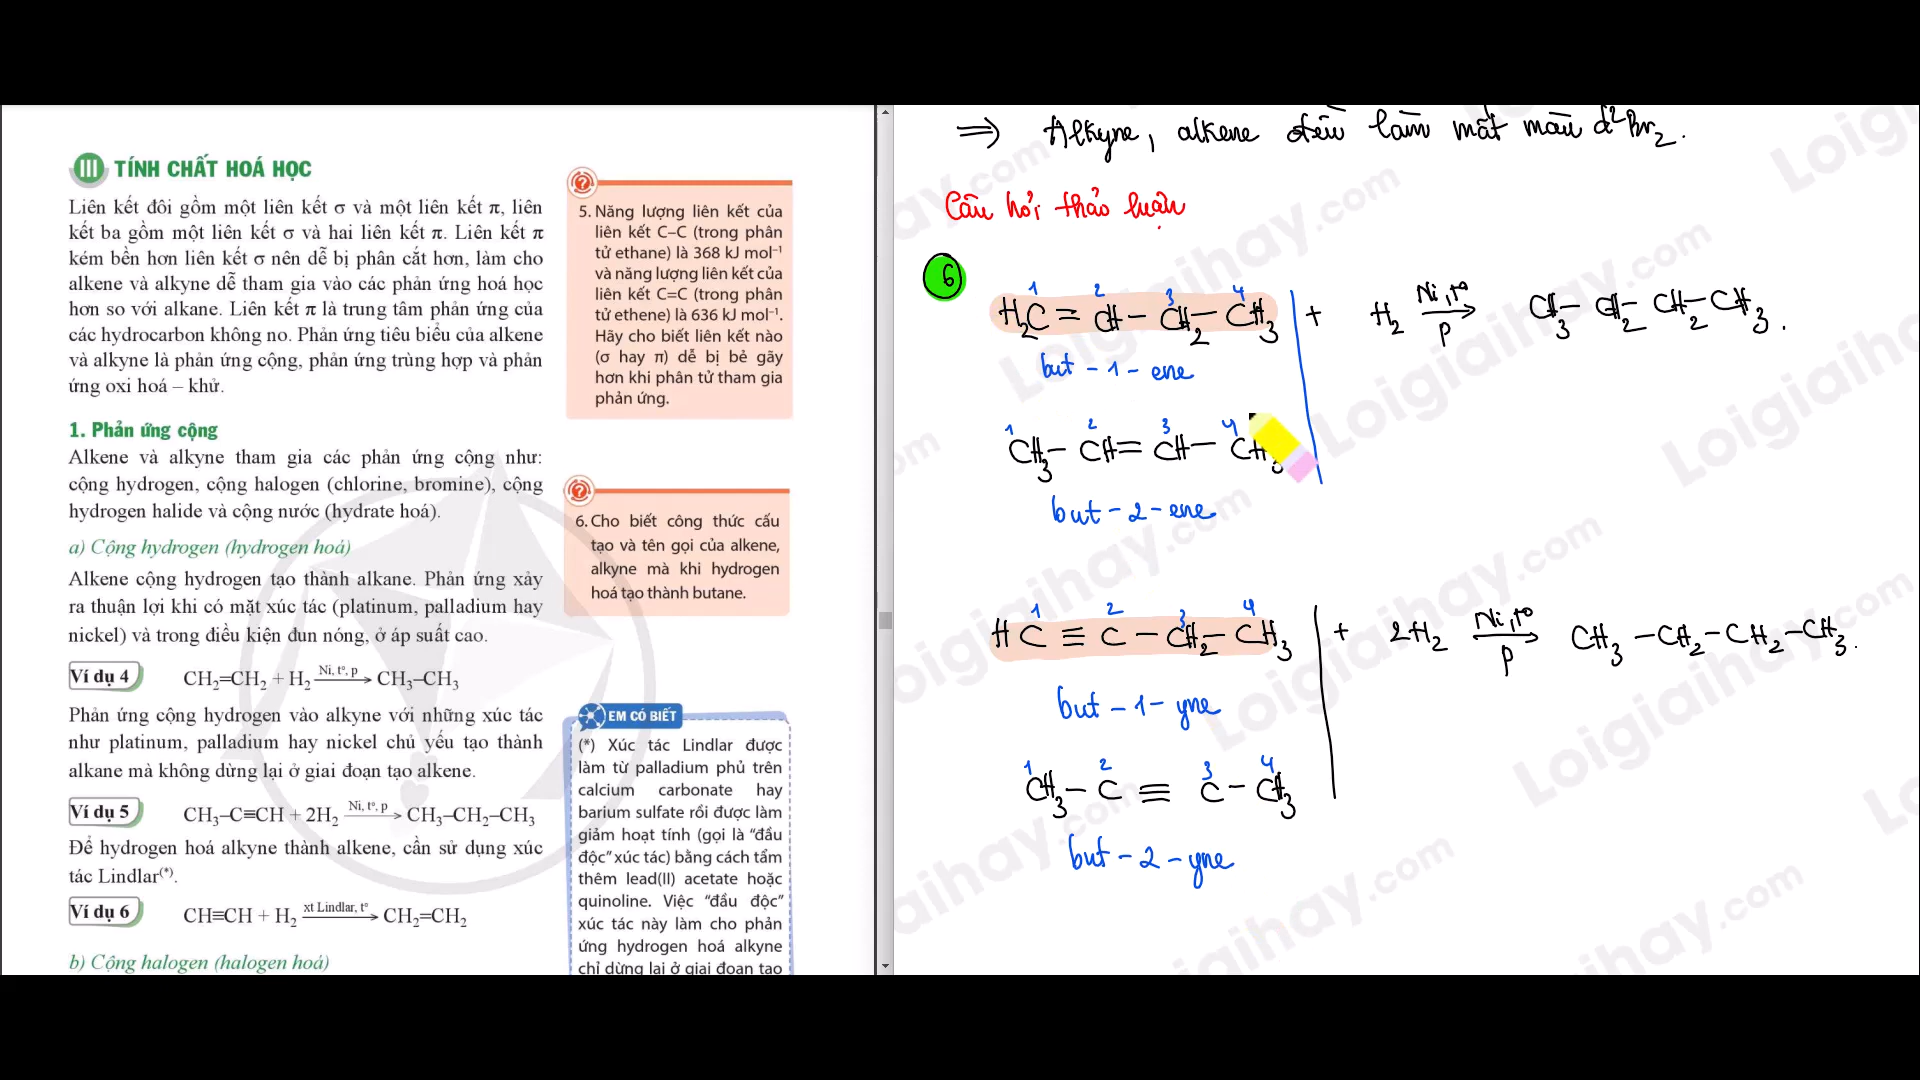 III TÍNH CHẤT HOÁ HỌC
Liên kết đôi gồm một liên kết σ và một liên kết π, liên
kết ba gồm một liên kết σ và hai liên kết π. Liên kết π
kém bền hơn liên kết σ nên dễ bị phân cắt hơn, làm cho
alkene và alkyne dễ tham gia vào các phản ứng hoá học
hơn so với alkane. Liên kết π là trung tâm phản ứng của
các hydrocarbon không no. Phản ứng tiêu biểu của alkene
và alkyne là phản ứng cộng, phản ứng trùng hợp và phản
ứng oxi hoá – khử.
1. Phản ứng cộng
Alkene và alkyne tham gia các phản ứng cộng như:
cộng hydrogen, cộng halogen (chlorine, bromine), cộng
hydrogen halide và cộng nước (hydrate hoá).
a) Cộng hydrogen (hydrogen hoá)
Alkene cộng hydrogen tạo thành alkane. Phản ứng xảy
ra thuận lợi khi có mặt xúc tác (platinum, palladium hay
nickel) và trong điều kiện đun nóng, ở áp suất cao.
Ví dụ 4 CH₂=CH₂ + H₂ Ni, t°, p → CH₃–CH₃
Phản ứng cộng hydrogen vào alkyne với những xúc tác
như platinum, palladium hay nickel chủ yếu tạo thành
alkane mà không dừng lại ở giai đoạn tạo alkene.
Ví dụ 5 CH₃–C≡CH + 2H₂ Ni, t°, p → CH₃–CH₂–CH₃
Để hydrogen hoá alkyne thành alkene, cần sử dụng xúc
tác Lindlar(*).
Ví dụ 6 CH≡CH + H₂ xt Lindlar, t° → CH₂=CH₂
b) Cộng halogen (halogen hoá)
?
5. Năng lượng liên kết của
liên kết C–C (trong phân
tử ethane) là 368 kJ mol⁻¹
và năng lượng liên kết của
liên kết C=C (trong phân
tử ethene) là 636 kJ mol⁻¹.
Hãy cho biết liên kết nào
(σ hay π) dễ bị bẻ gãy
hơn khi phân tử tham gia
phản ứng.
?
6. Cho biết công thức cấu
tạo và tên gọi của alkene,
alkyne mà khi hydrogen
hoá tạo thành butane.
EM CÓ BIẾT
(*) Xúc tác Lindlar được
làm từ palladium phủ trên
calcium carbonate hay
barium sulfate rồi được làm
giảm hoạt tính (gọi là “đầu
độc” xúc tác) bằng cách tẩm
thêm lead(II) acetate hoặc
quinoline. Việc “đầu độc”
xúc tác này làm cho phản
ứng hydrogen hoá alkyne
chỉ dừng lại ở giai đoạn tạo
⇒ Alkyne, alkene đều làm mất màu d² Br₂.
Câu hỏi thảo luận
6
1 2 3 4
H₂C = CH – CH₂ – CH₃ + H₂ Ni, t° → p CH₃ – CH₂ – CH₂ – CH₃.
but - 1 - ene
1 2 3 4
CH₃ – CH = CH – CH₃
but - 2 - ene
1 2 3 4
HC ≡ C – CH₂ – CH₃ + 2H₂ Ni, t° → p CH₃ – CH₂ – CH₂ – CH₃.
but - 1 - yne
1 2 3 4
CH₃ – C ≡ C – CH₃
but - 2 - yne
Loigiaihay.com